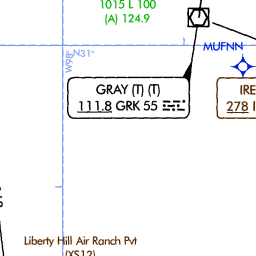 1015 L 100
(A) 124.9
MUFNN
W98°
N31°
GRAY (T) (T)
111.8 GRK 55
IRE
278 I
S
Liberty Hill Air Ranch Pvt
(XS12)